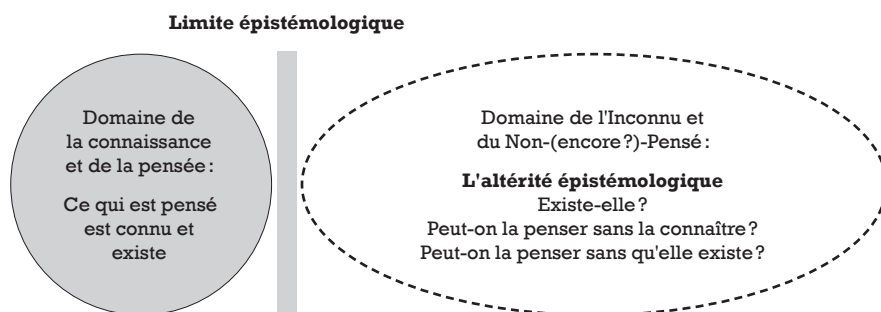 Limite épistémologique
Domaine de
la connaissance
et de la pensée :
Ce qui est pensé
est connu et
existe
Domaine de l'Inconnu et
du Non-(encore ?)-Pensé :
L'altérité épistémologique
Existe-elle ?
Peut-on la penser sans la connaître ?
Peut-on la penser sans qu'elle existe ?